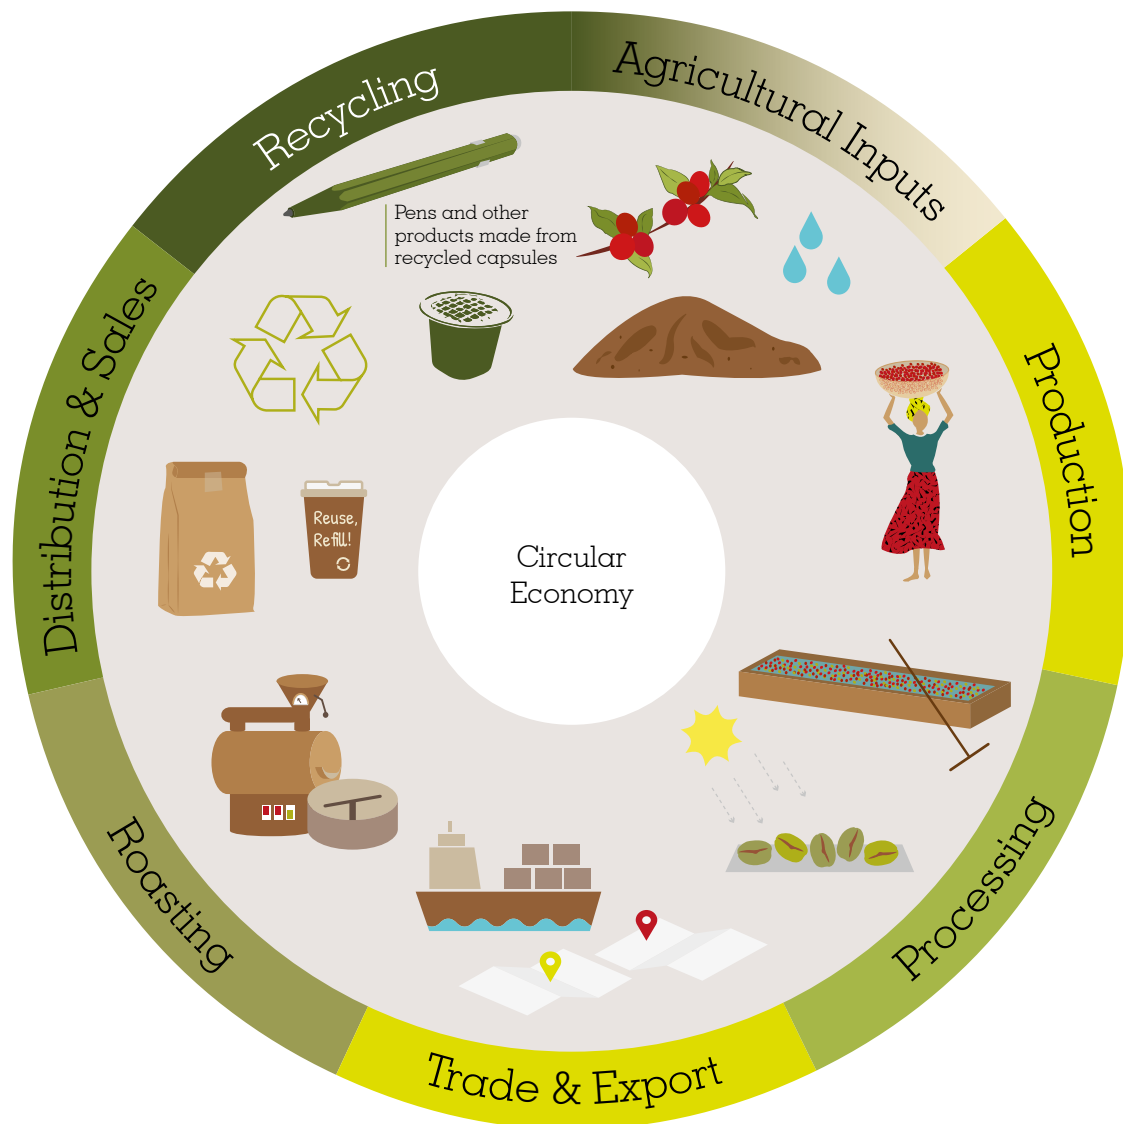 Recycling
Agricultural Inputs
Production
Processing
Trade & Export
Roasting
Distribution & Sales
Pens and other
products made from
recycled capsules
Reuse,
Refill!
Circular
Economy